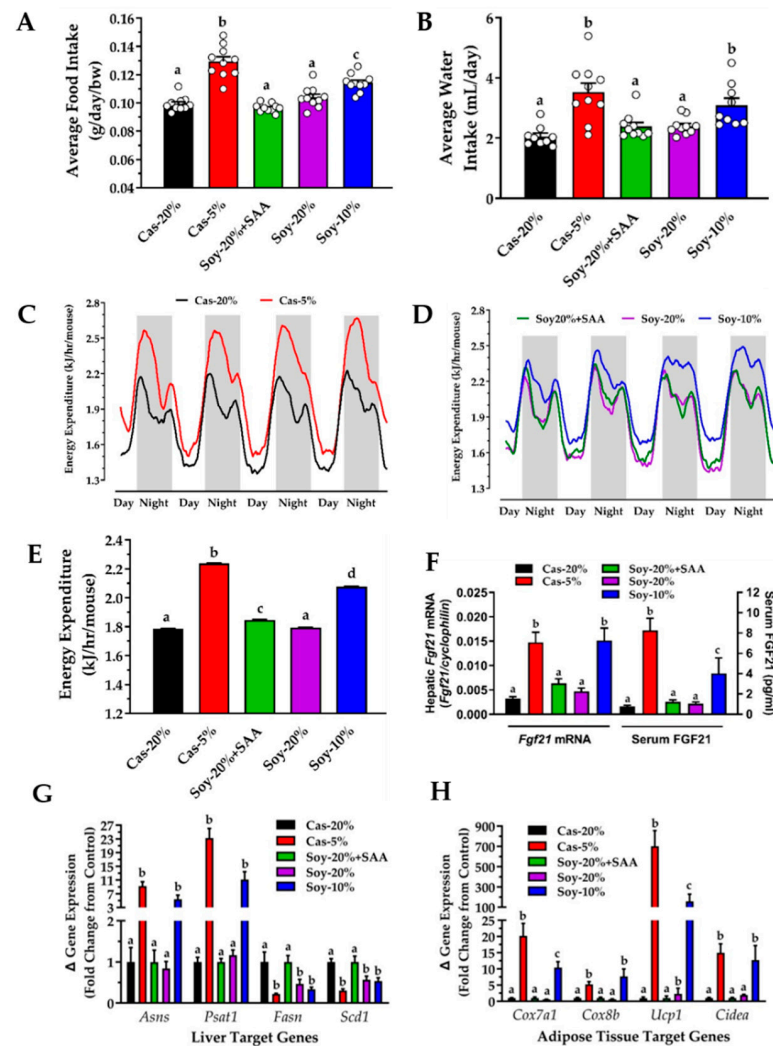 A
Average Food Intake
(g/day/bw)
0.16
0.14
0.12
0.10
0.08
0.06
0.04
a
b
a
a
c
Cas-20%
Cas-5%
Soy-20%+SAA
Soy-20%
Soy-10%
B
Average Water
Intake (mL/day)
6
4
2
0
a
b
a
a
b
Cas-20%
Cas-5%
Soy-20%+SAA
Soy-20%
Soy-10%
C
Cas-20% Cas-5%
Energy Expenditure (kJ/hr/mouse)
2.8
2.5
2.2
1.9
1.6
1.3
Day Night Day Night Day Night Day Night
D
Soy20%+SAA Soy-20% Soy-10%
Energy Expenditure (kJ/hr/mouse)
2.8
2.5
2.2
1.9
1.6
1.3
Day Night Day Night Day Night Day Night
E
Energy Expenditure
(kJ/hr/mouse)
2.4
2.2
2.0
1.8
1.6
1.4
1.2
a
b
c
a
d
Cas-20%
Cas-5%
Soy-20%+SAA
Soy-20%
Soy-10%
F
Cas-20%
Cas-5%
Soy-20%+SAA
Soy-20%
Soy-10%
Hepatic Fgf21 mRNA
(Fgf21/cyclophilin)
0.025
0.020
0.015
0.010
0.005
0.000
a b a a b a b a a c
12
10
8
6
4
2
0
Serum FGF21 (pg/ml)
Fgf21 mRNA Serum FGF21
G
Cas-20%
Cas-5%
Soy-20%+SAA
Soy-20%
Soy-10%
Δ Gene Expression
(Fold Change from Control)
27
23
19
15
11
7
3
2
1
0
a b a a b a b a a b a b a b b a b a b b
Asns Psat1 Fasn Scd1
Liver Target Genes
H
Cas-20%
Cas-5%
Soy-20%+SAA
Soy-20%
Soy-10%
Δ Gene Expression
(Fold Change from Control)
900
700
500
300
100
25
20
15
10
5
0
a b a a c a b a a b a b a a c a b a a b
Cox7a1 Cox8b Ucp1 Cidea
Adipose Tissue Target Genes